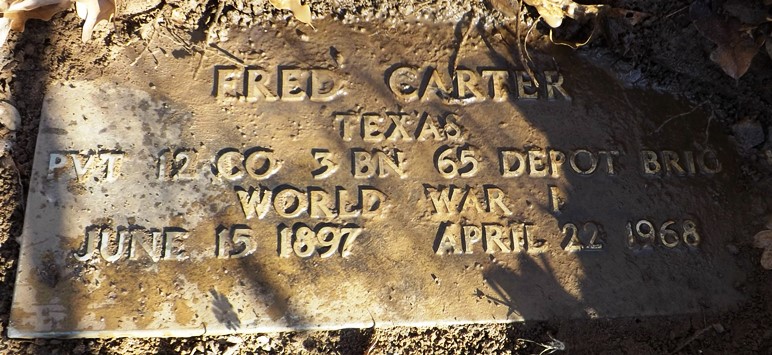 FRED CARTER
TEXAS
PVT 12 CO 3 BN 65 DEPOT BRIG
WORLD WAR I
JUNE 15 1897 APRIL 22 1968